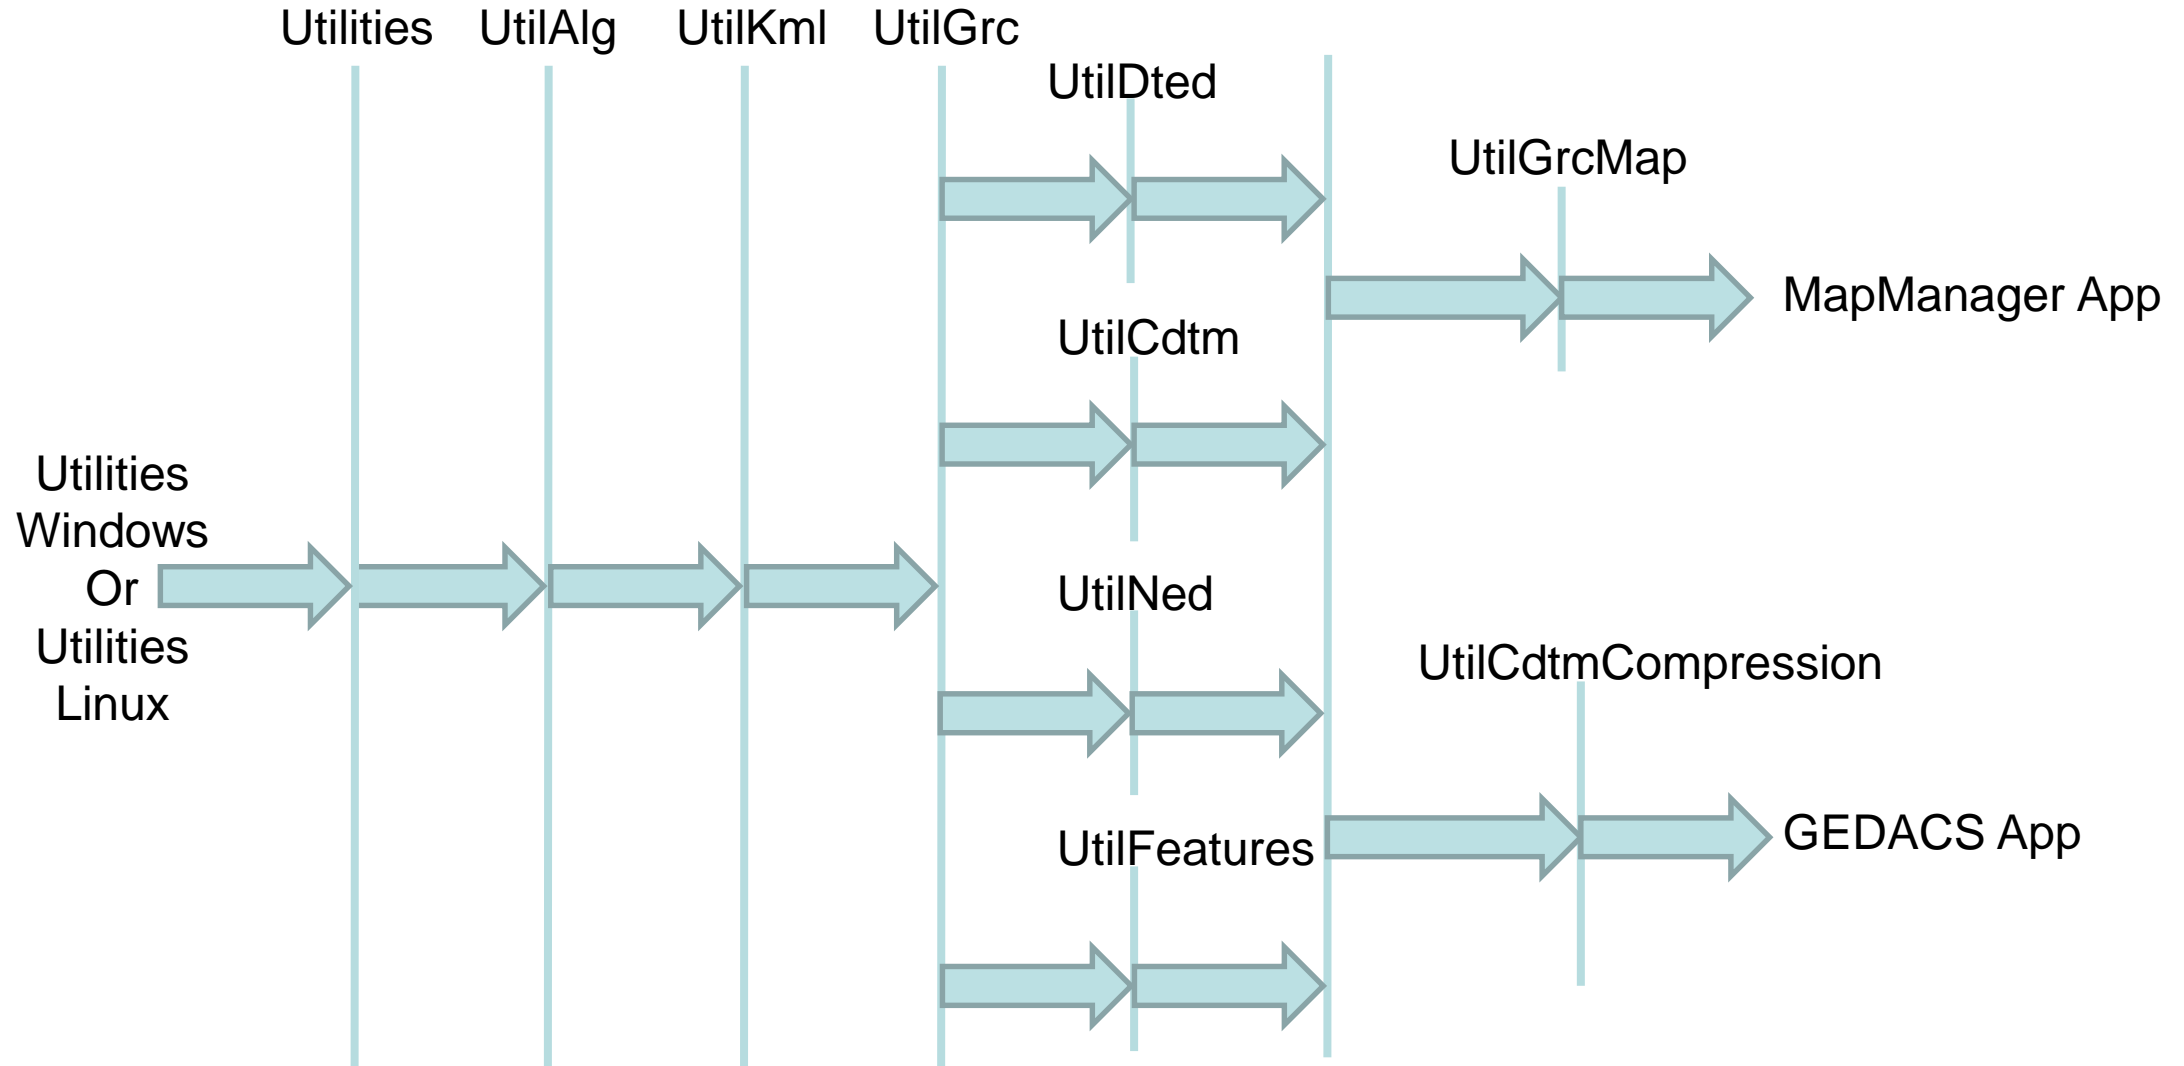 Utilities
UtilAlg
UtilKml
UtilGrc
UtilDted
UtilGrcMap
MapManager App
UtilCdtm
Utilities
Windows
Or
Utilities
Linux
UtilNed
UtilCdtmCompression
UtilFeatures
GEDACS App